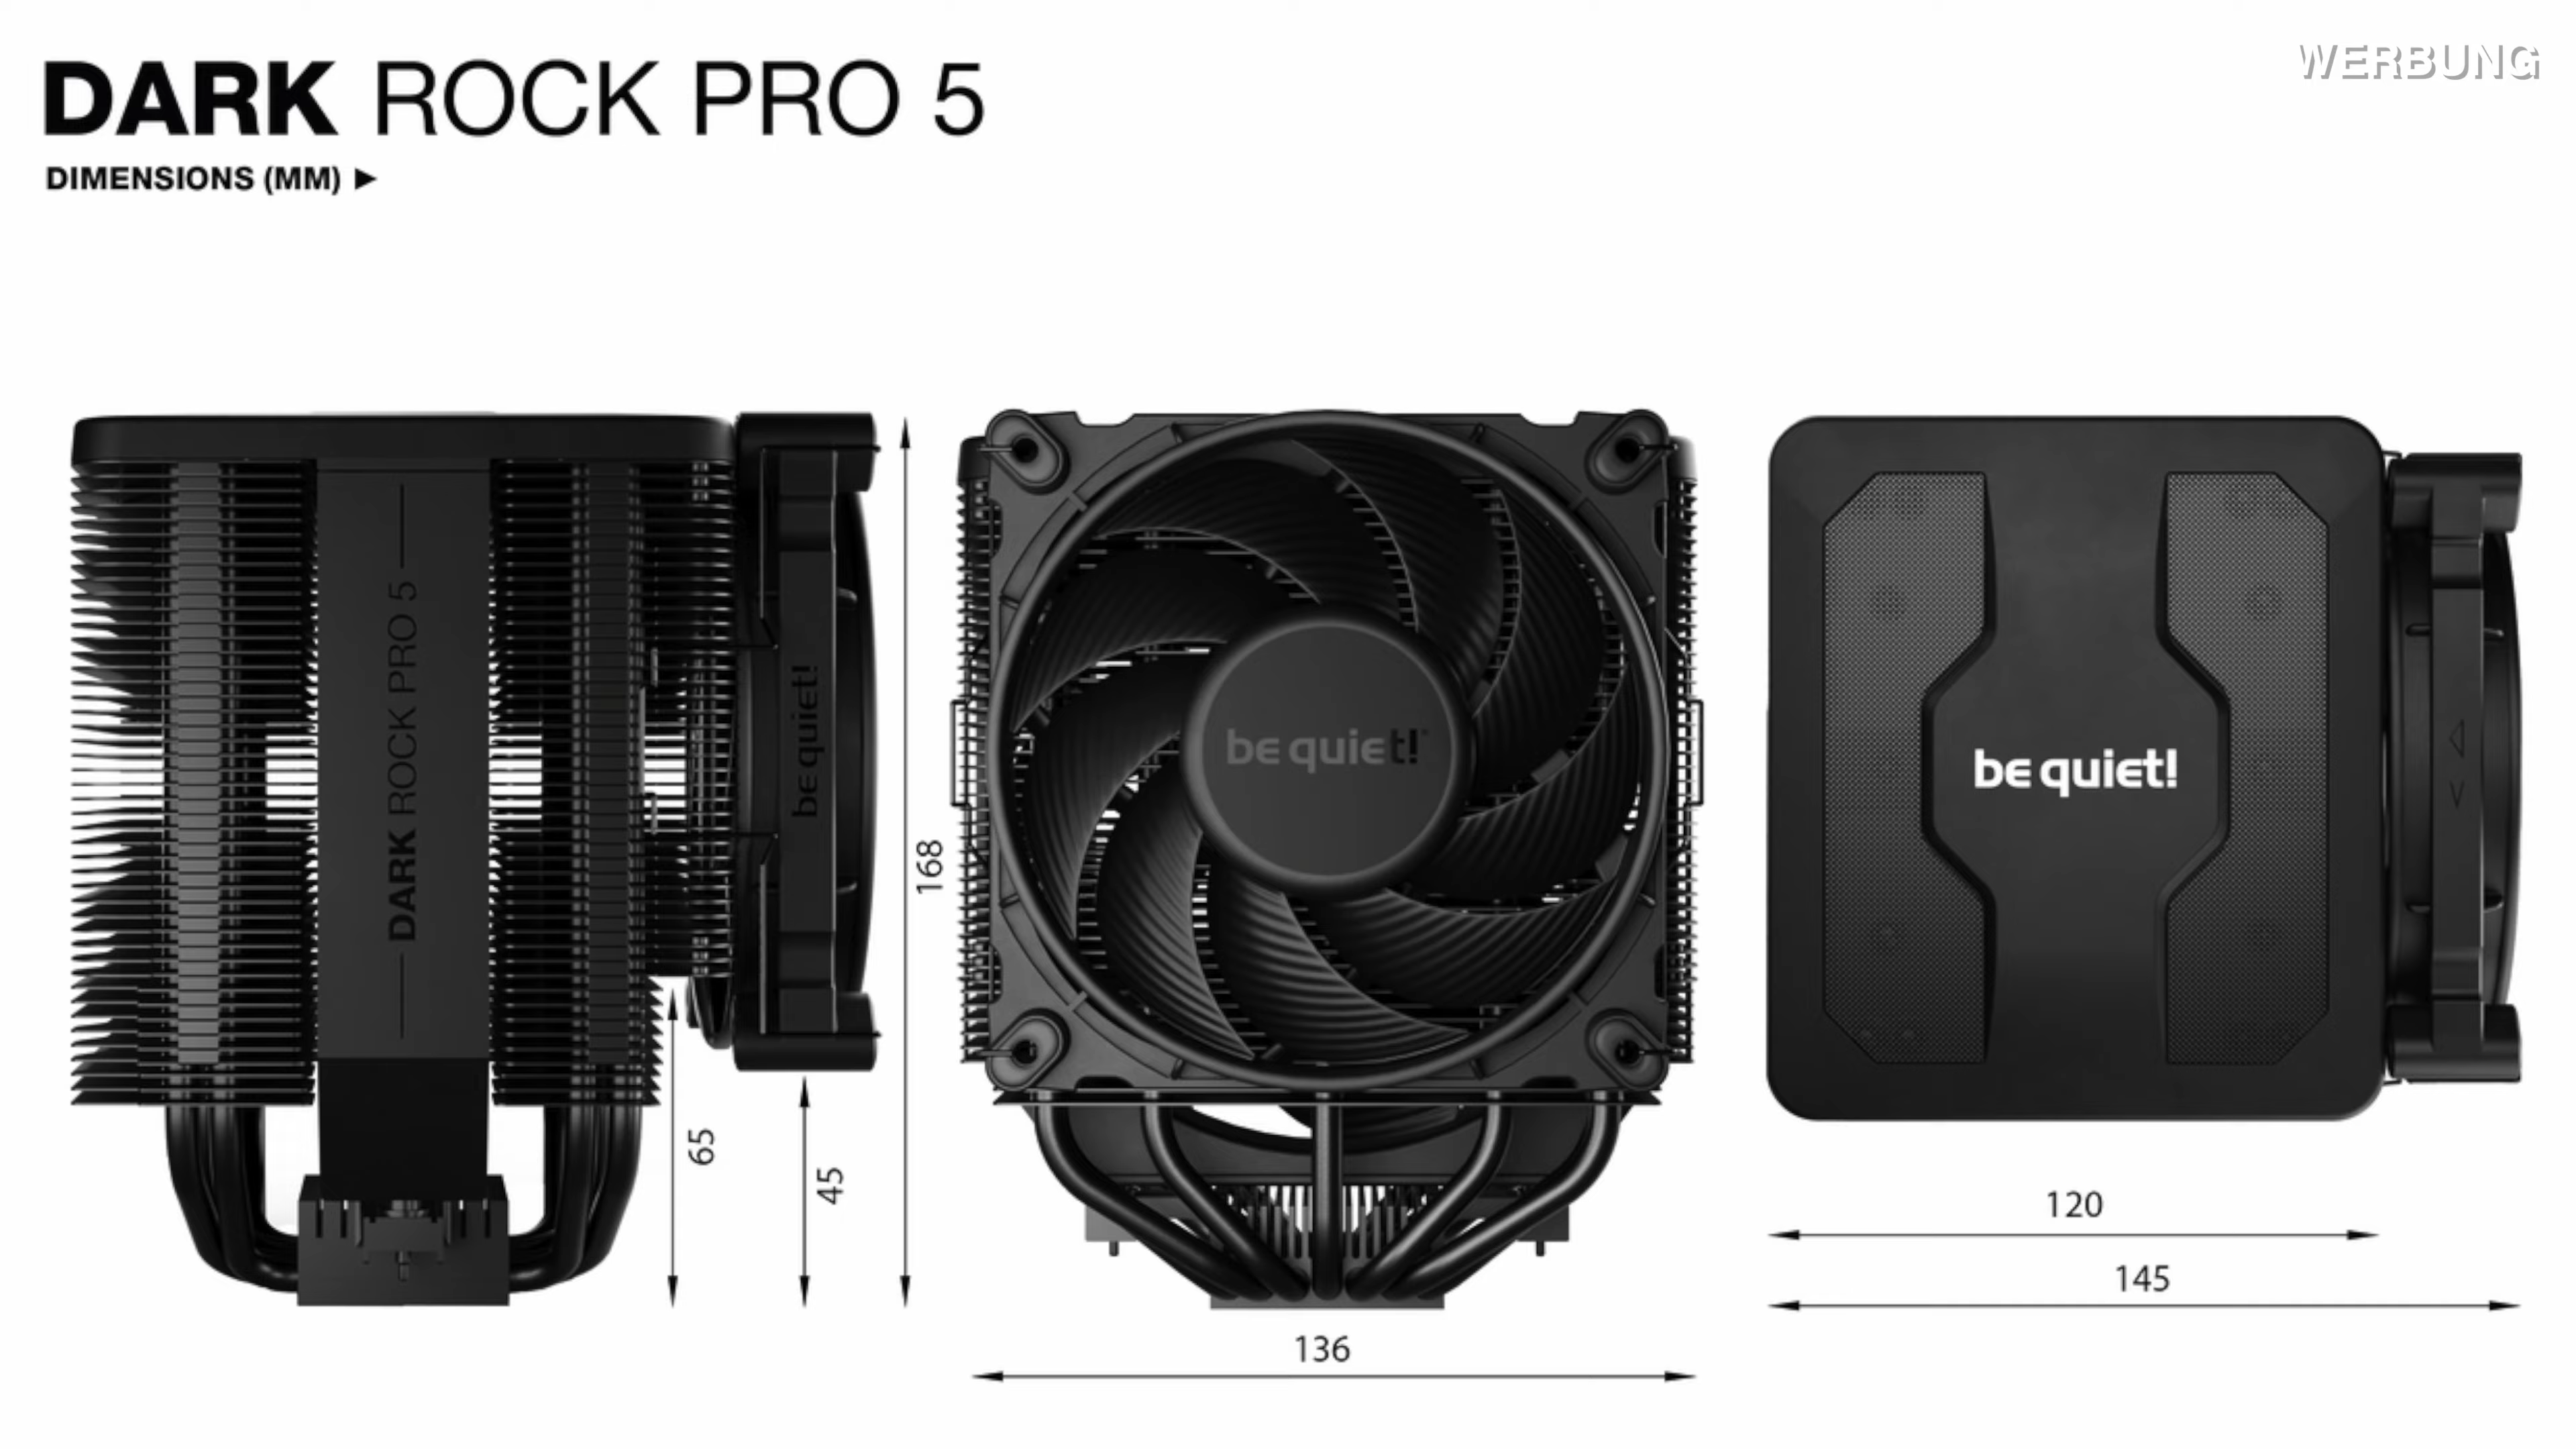 DARK ROCK PRO 5
WERBUNG
DIMENSIONS (MM) ►
DARK ROCK PRO 5
be quiet!
be quiet!
be quiet!
168
65
45
136
120
145